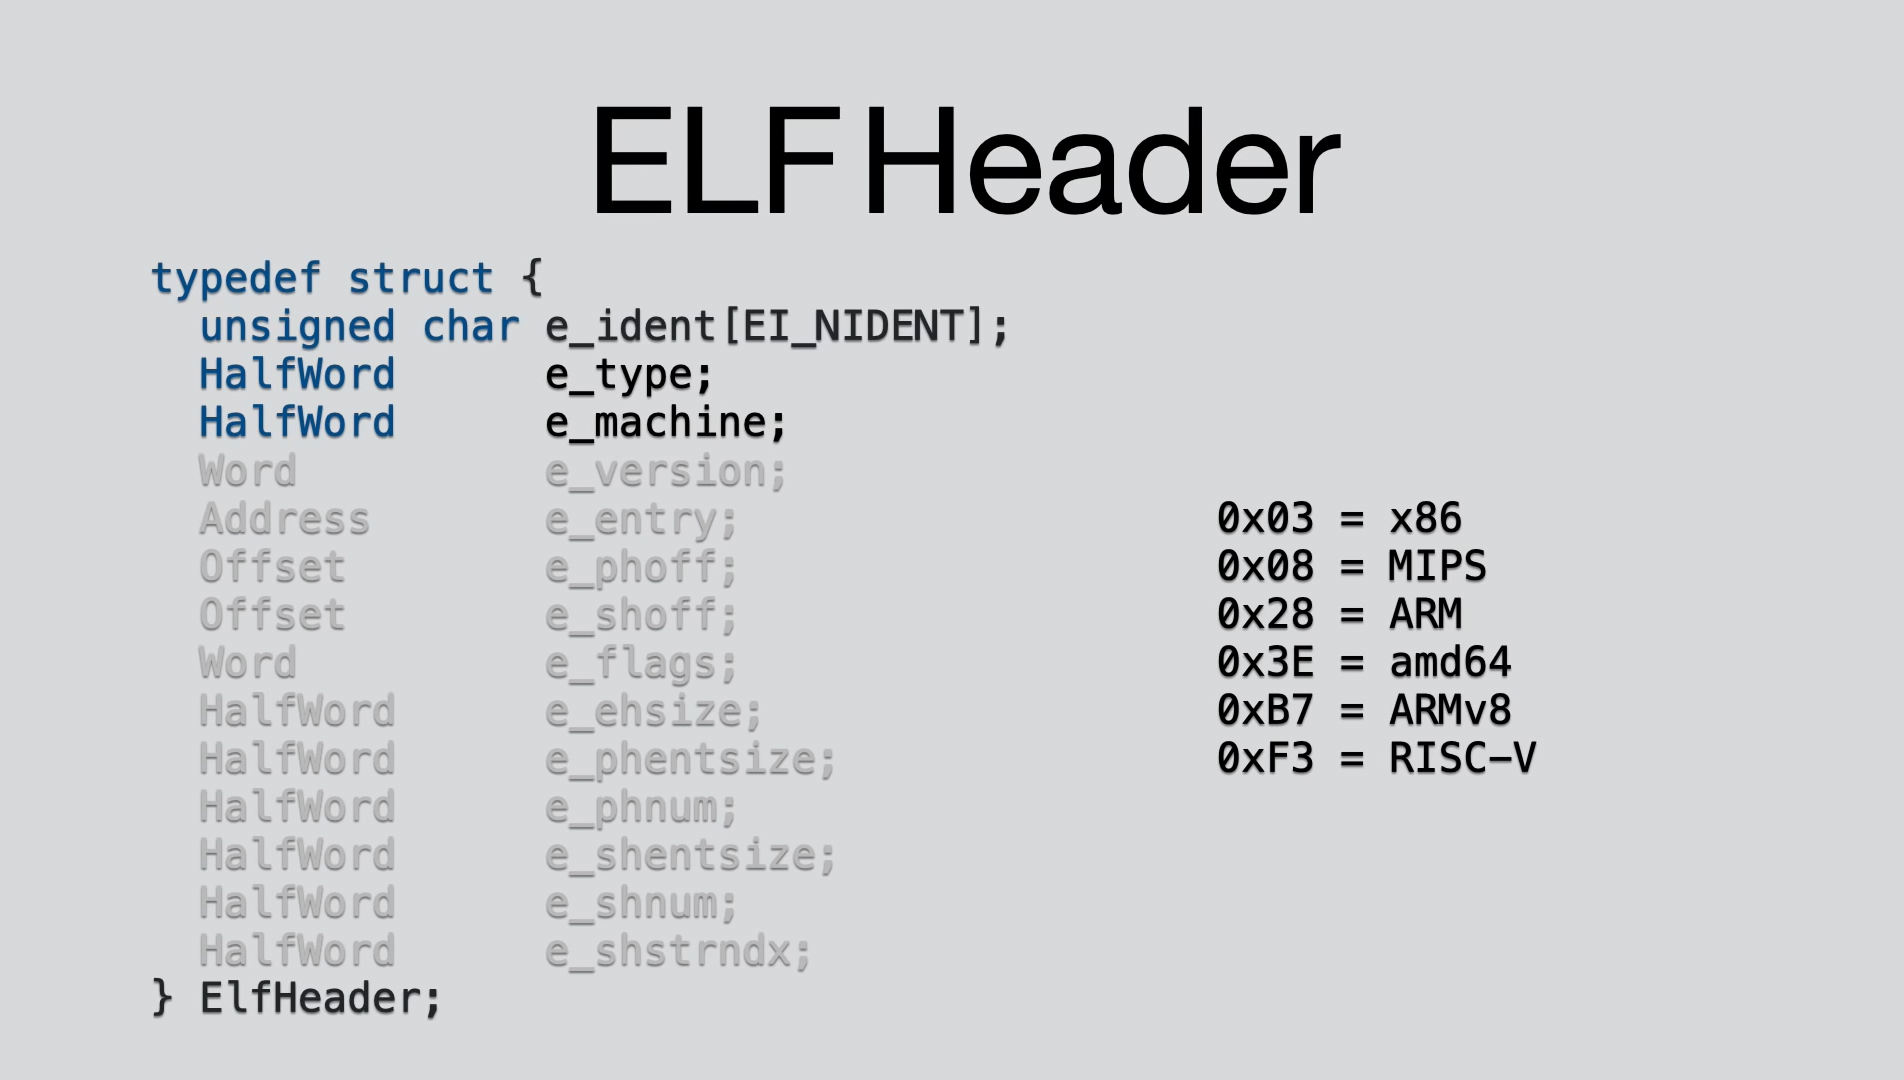 ELF Header
typedef struct {
  unsigned char e_ident[EI_NIDENT];
  HalfWord      e_type;
  HalfWord      e_machine;
  Word          e_version;
  Address       e_entry;
  Offset        e_phoff;
  Offset        e_shoff;
  Word          e_flags;
  HalfWord      e_ehsize;
  HalfWord      e_phentsize;
  HalfWord      e_phnum;
  HalfWord      e_shentsize;
  HalfWord      e_shnum;
  HalfWord      e_shstrndx;
} ElfHeader;
0x03 = x86
0x08 = MIPS
0x28 = ARM
0x3E = amd64
0xB7 = ARMv8
0xF3 = RISC-V